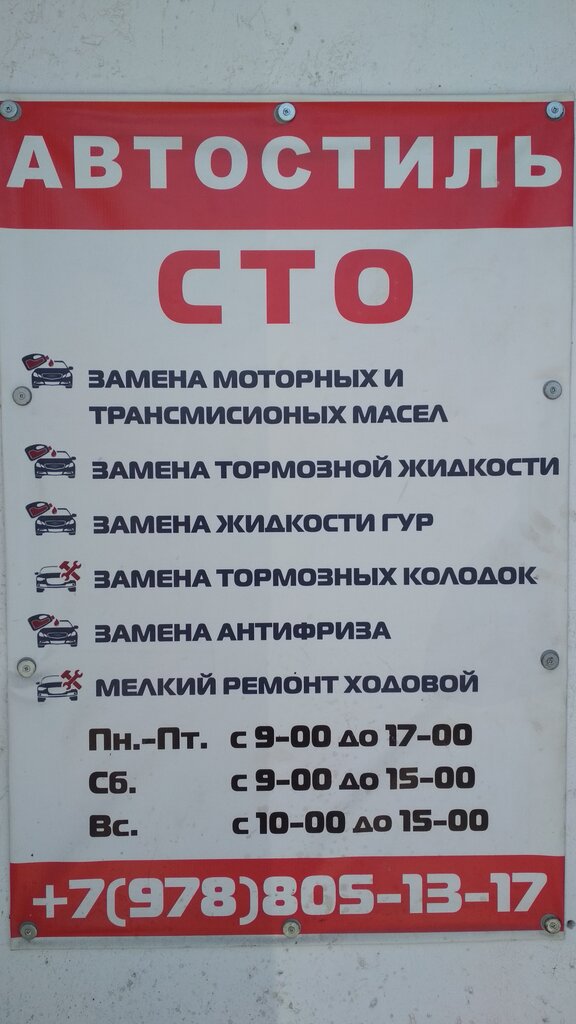 АВТОСТИЛЬ
СТО
ЗАМЕНА МОТОРНЫХ И
ТРАНСМИСИОНЫХ МАСЕЛ
ЗАМЕНА ТОРМОЗНОЙ ЖИДКОСТИ
ЗАМЕНА ЖИДКОСТИ ГУР
ЗАМЕНА ТОРМОЗНЫХ КОЛОДОК
ЗАМЕНА АНТИФРИЗА
МЕЛКИЙ РЕМОНТ ХОДОВОЙ
Пн.-Пт. с 9-00 до 17-00
Сб. с 9-00 до 15-00
Вс. с 10-00 до 15-00
+7(978)805-13-17